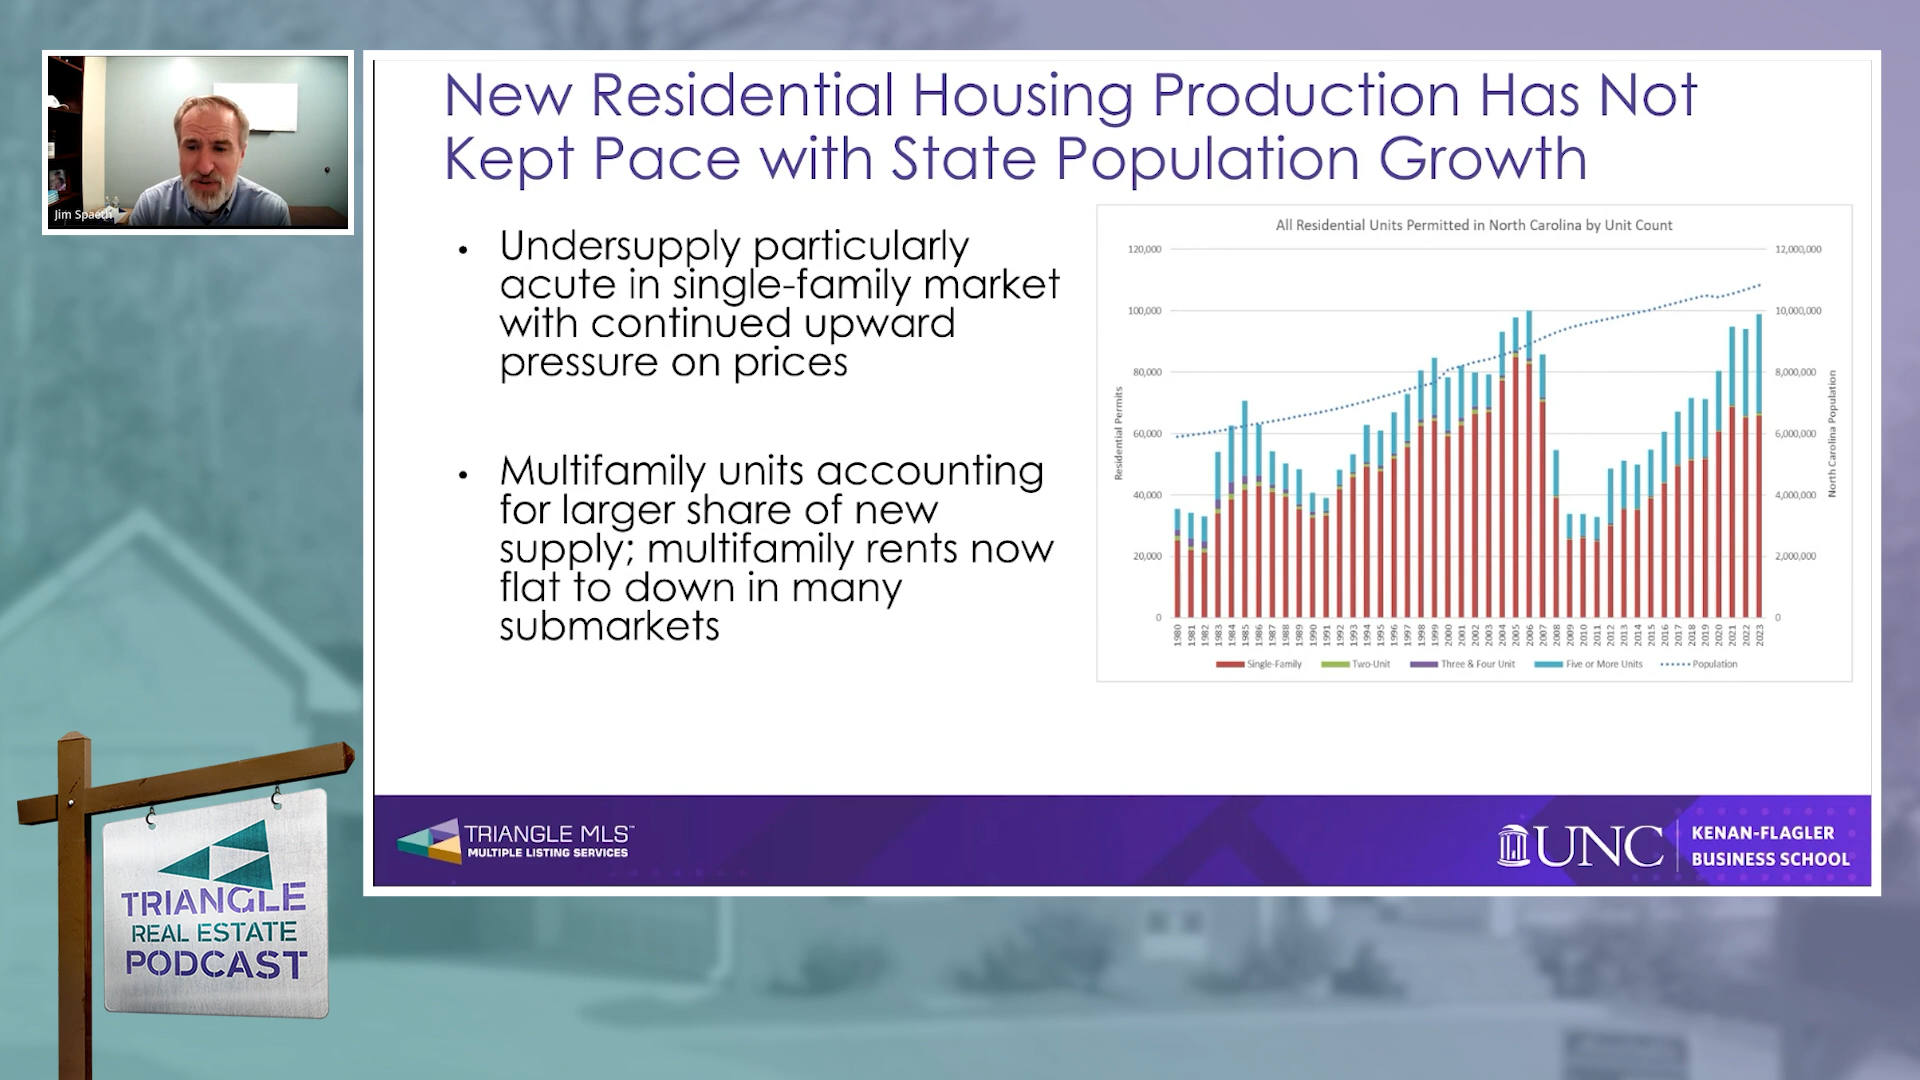 New Residential Housing Production Has Not
Kept Pace with State Population Growth
Jim Spaeth
• Undersupply particularly
acute in single-family market
with continued upward
pressure on prices
• Multifamily units accounting
for larger share of new
supply; multifamily rents now
flat to down in many
submarkets
All Residential Units Permitted in North Carolina by Unit Count
120,000
100,000
80,000
60,000
40,000
20,000
0
Residential Permits
12,000,000
10,000,000
8,000,000
6,000,000
4,000,000
2,000,000
0
North Carolina Population
1980 1981 1982 1983 1984 1985 1986 1987 1988 1989 1990 1991 1992 1993 1994 1995 1996 1997 1998 1999 2000 2001 2002 2003 2004 2005 2006 2007 2008 2009 2010 2011 2012 2013 2014 2015 2016 2017 2018 2019 2020 2021 2022 2023
Single-Family Two-Unit Three & Four Unit Five or More Units Population
TRIANGLE MLS™
MULTIPLE LISTING SERVICES
UNC
KENAN-FLAGLER
BUSINESS SCHOOL
TRIANGLE
REAL ESTATE
PODCAST